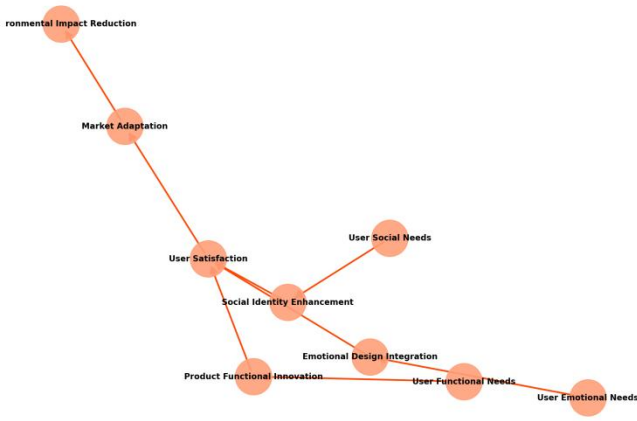 ronmental Impact Reduction
Market Adaptation
User Social Needs
User Satisfaction
Social Identity Enhancement
Emotional Design Integration
Product Functional Innovation
User Functional Needs
User Emotional Needs